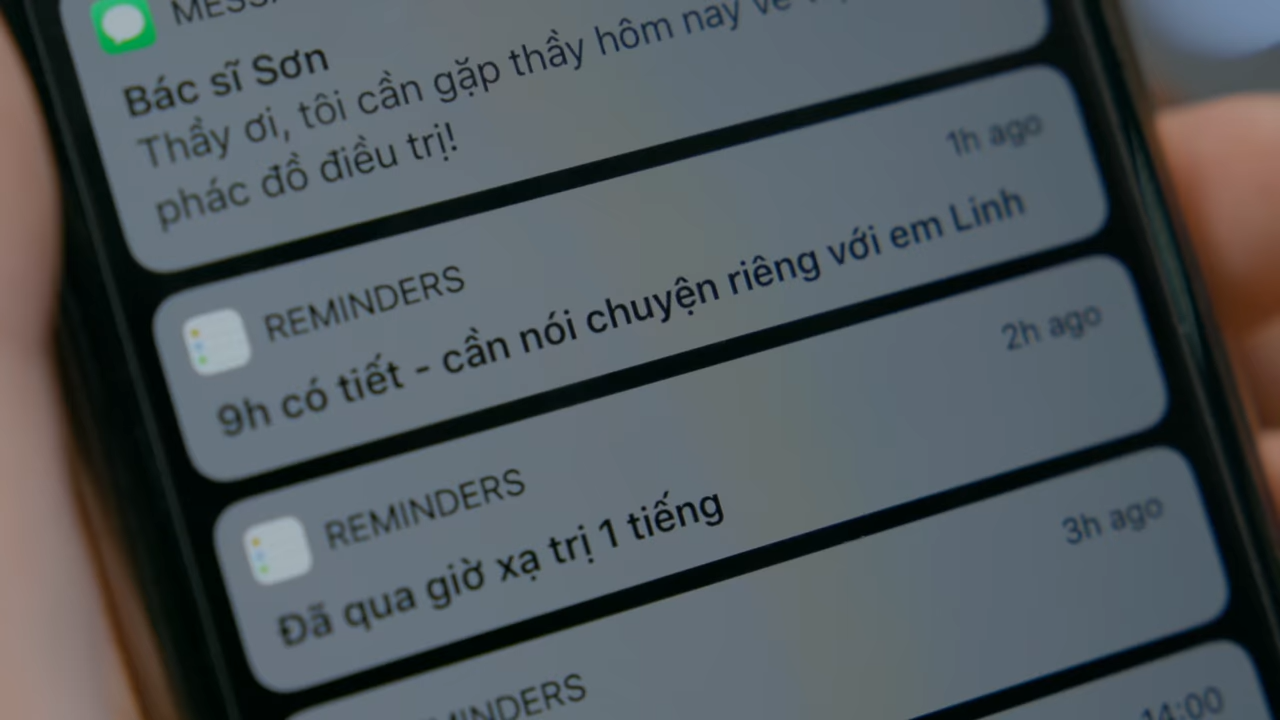 Bác sĩ Sơn
Thầy ơi, tôi cần gặp thầy hôm nay về
phác đồ điều trị!
REMINDERS
1h ago
9h có tiết - cần nói chuyện riêng với em Linh
REMINDERS
2h ago
Đã qua giờ xạ trị 1 tiếng
3h ago
14:00